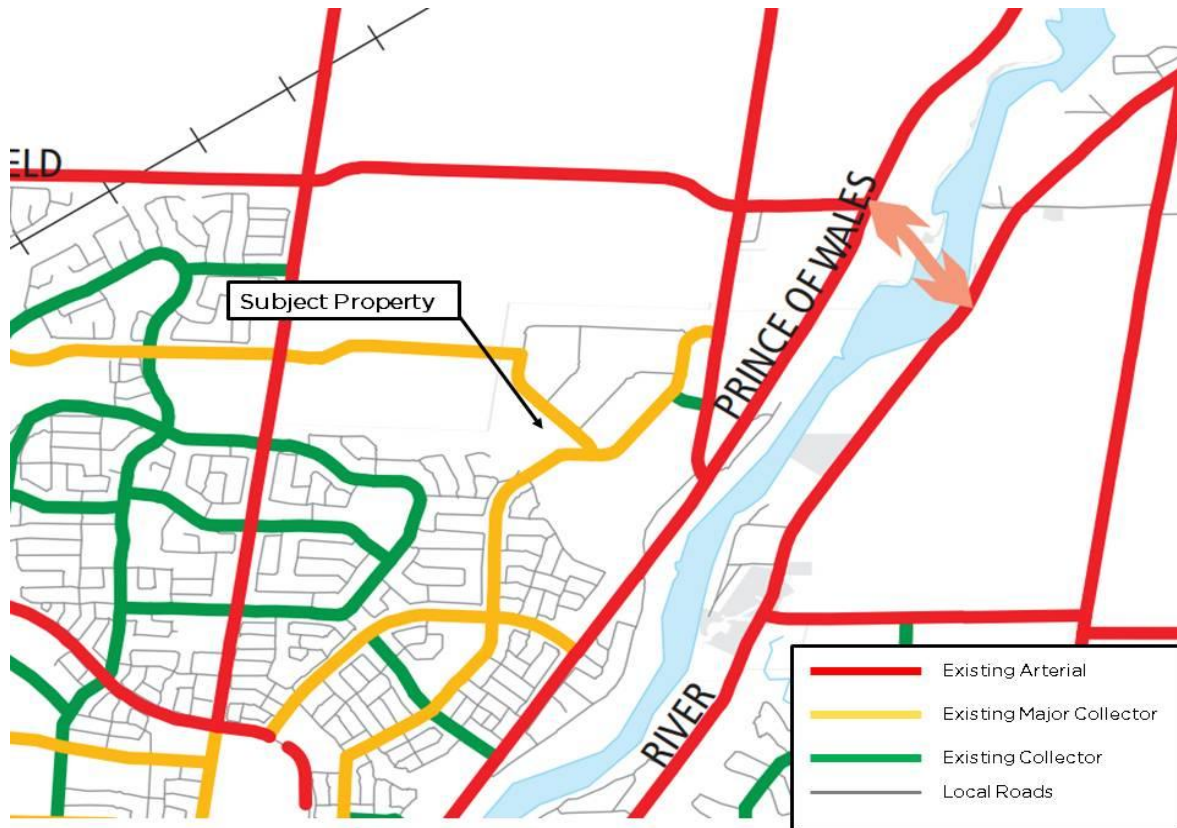 ELD
Subject Property
PRINCE OF WALES
RIVER
Existing Arterial
Existing Major Collector
Existing Collector
Local Roads